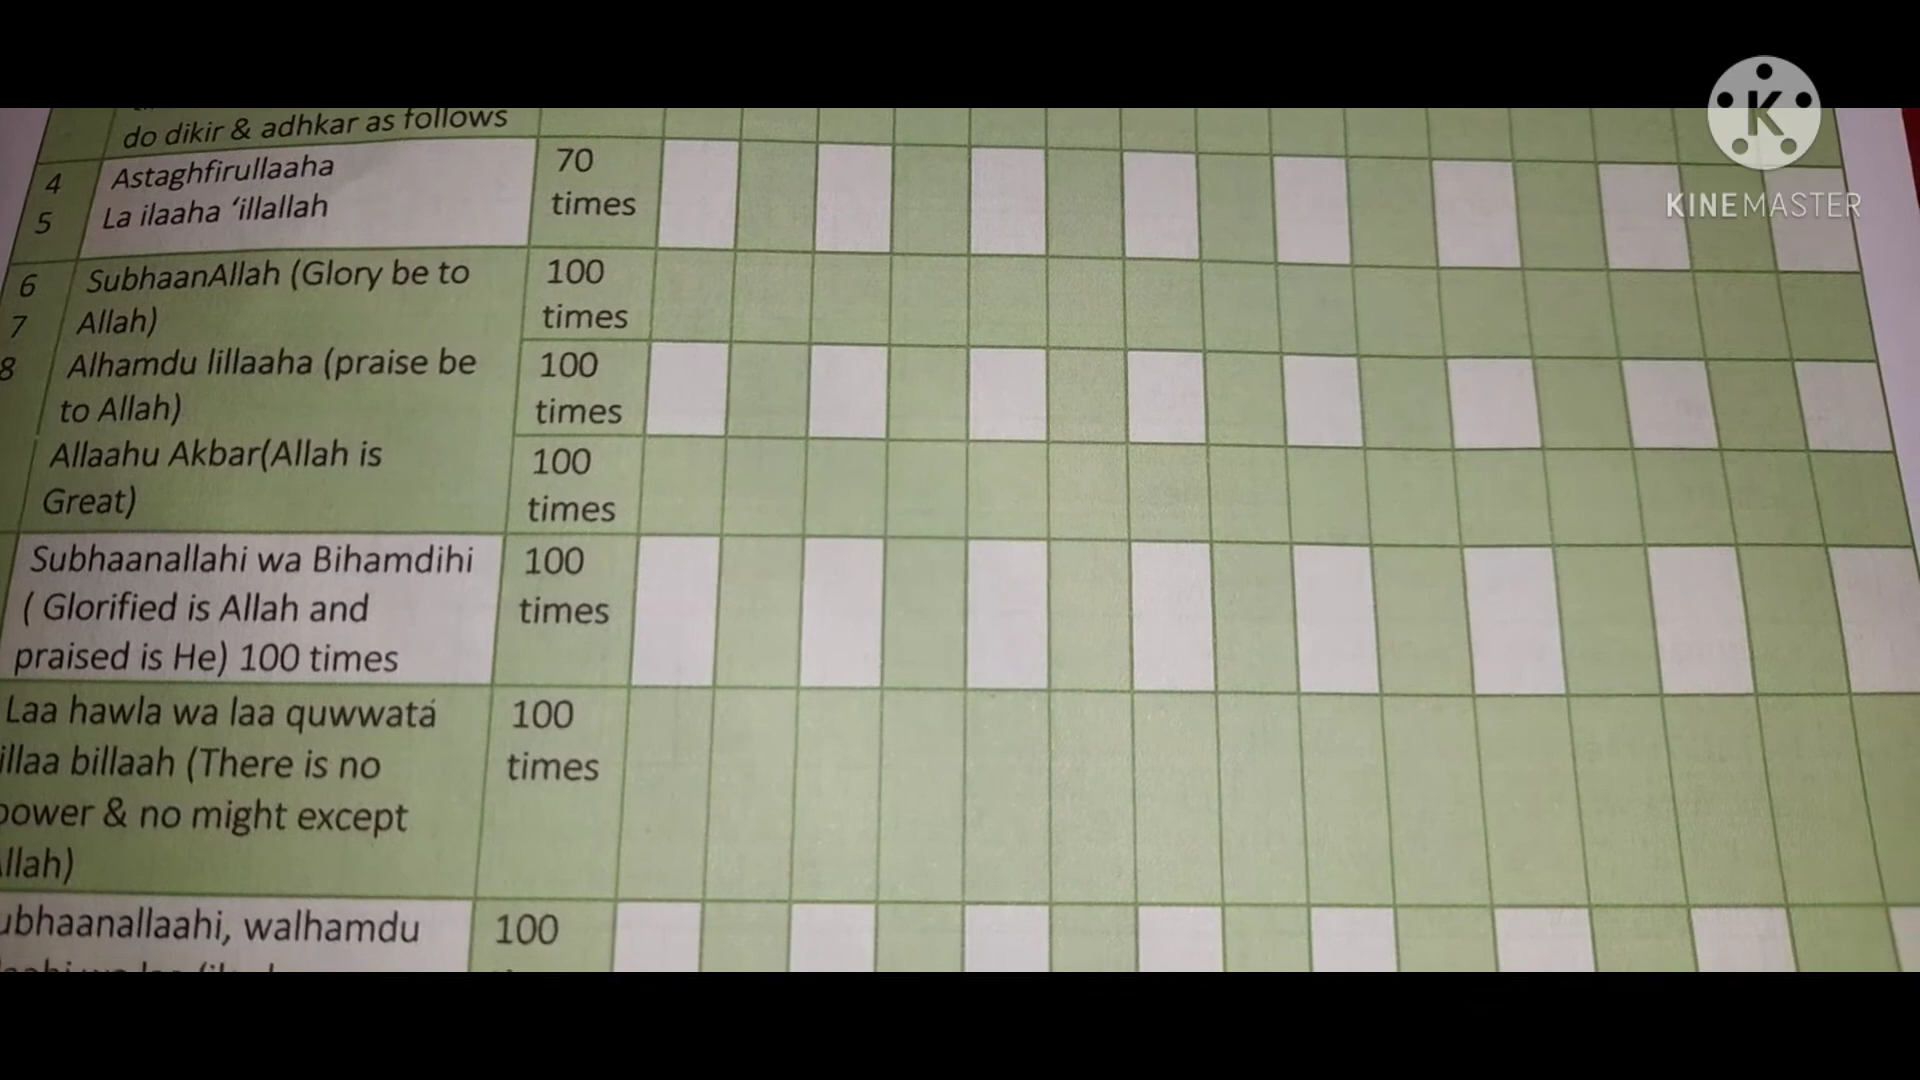 do dikir & adhkar as follows
4 Astaghfirullaaha 70
5 La ilaaha ‘illallah times
6 SubhaanAllah (Glory be to 100
7 Allah) times
8 Alhamdu lillaaha (praise be 100
to Allah) times
Allaahu Akbar(Allah is 100
Great) times
Subhaanallahi wa Bihamdihi 100
( Glorified is Allah and times
praised is He) 100 times
Laa hawla wa laa quwwata 100
illaa billaah (There is no times
power & no might except
llah)
ubhaanallaahi, walhamdu 100
KINEMASTER